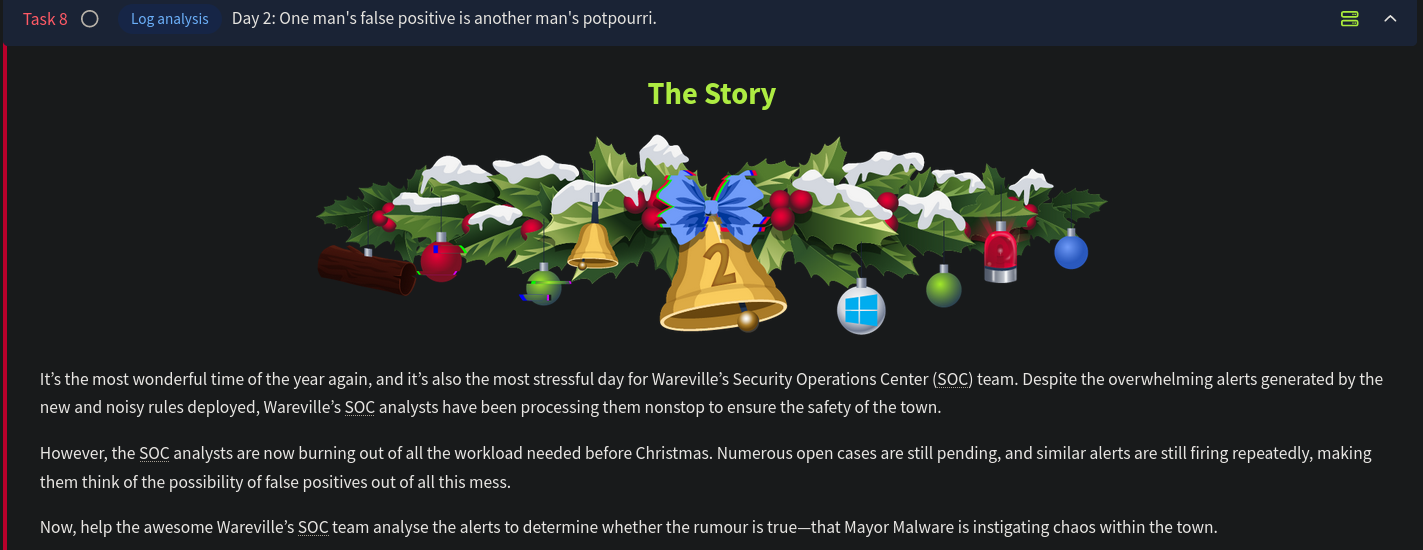 Task 8 Log analysis Day 2: One man's false positive is another man's potpourri.
The Story
2
It’s the most wonderful time of the year again, and it’s also the most stressful day for Wareville’s Security Operations Center (SOC) team. Despite the overwhelming alerts generated by the
new and noisy rules deployed, Wareville’s SOC analysts have been processing them nonstop to ensure the safety of the town.
However, the SOC analysts are now burning out of all the workload needed before Christmas. Numerous open cases are still pending, and similar alerts are still firing repeatedly, making
them think of the possibility of false positives out of all this mess.
Now, help the awesome Wareville’s SOC team analyse the alerts to determine whether the rumour is true—that Mayor Malware is instigating chaos within the town.